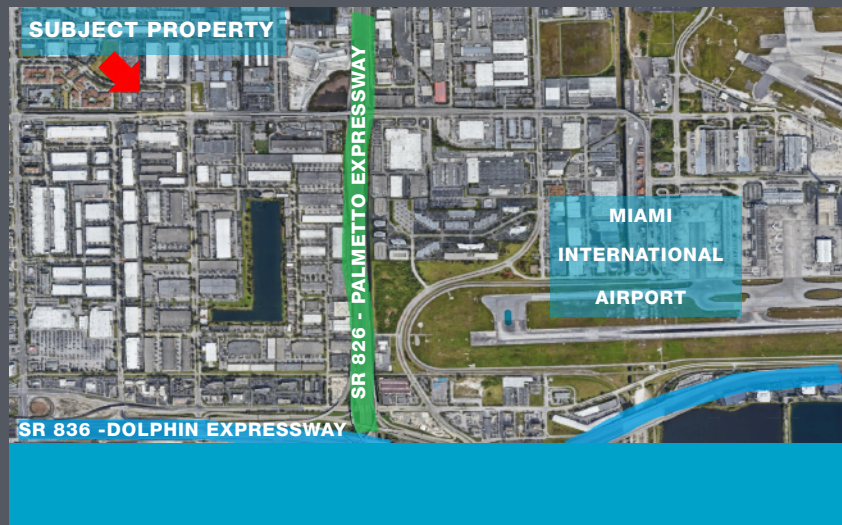 SUBJECT PROPERTY
SR 826 - PALMETTO EXPRESSWAY
MIAMI
INTERNATIONAL
AIRPORT
SR 836 -DOLPHIN EXPRESSWAY